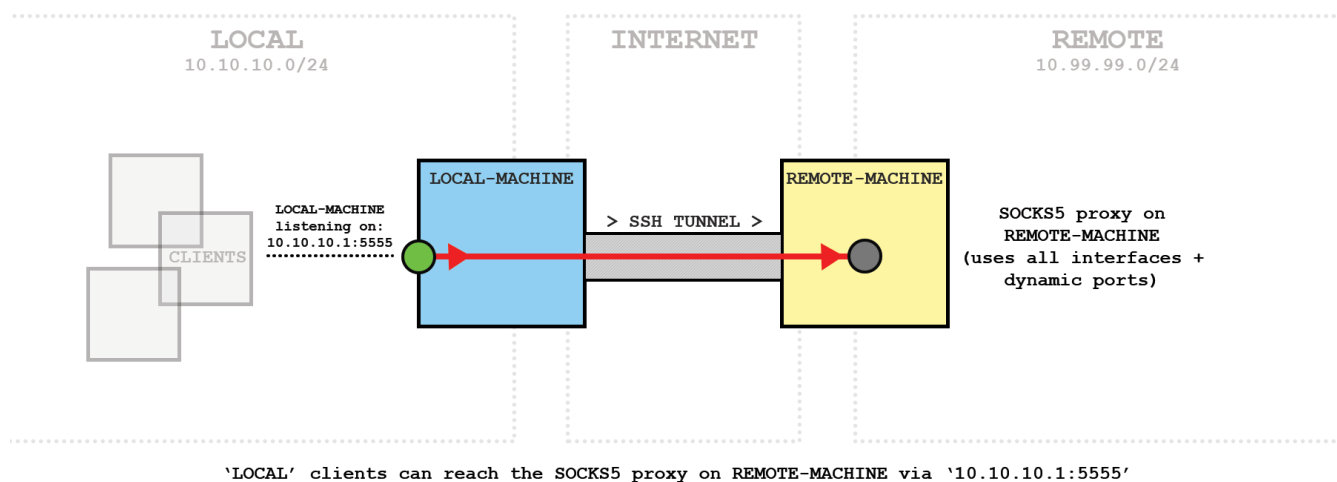 LOCAL
10.10.10.0/24
INTERNET
REMOTE
10.99.99.0/24
CLIENTS
LOCAL-MACHINE
listening on:
10.10.10.1:5555
LOCAL-MACHINE
> SSH TUNNEL >
REMOTE-MACHINE
SOCKS5 proxy on
REMOTE-MACHINE
(uses all interfaces +
dynamic ports)
‘LOCAL’ clients can reach the SOCKS5 proxy on REMOTE-MACHINE via ‘10.10.10.1:5555’